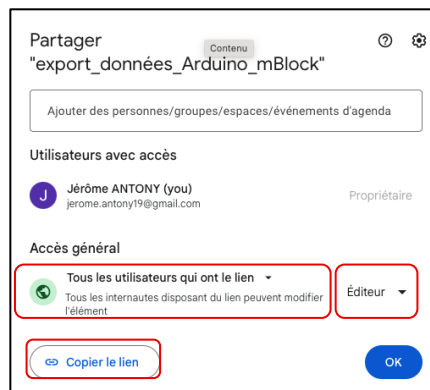 Partager
Contenu
"export_données_Arduino_mBlock"
Ajouter des personnes/groupes/espaces/événements d'agenda
Utilisateurs avec accès
J
Jérôme ANTONY (you)
jerome.antony19@gmail.com
Propriétaire
Accès général
Tous les utilisateurs qui ont le lien
Tous les internautes disposant du lien peuvent modifier
l'élément
Éditeur
Copier le lien
OK